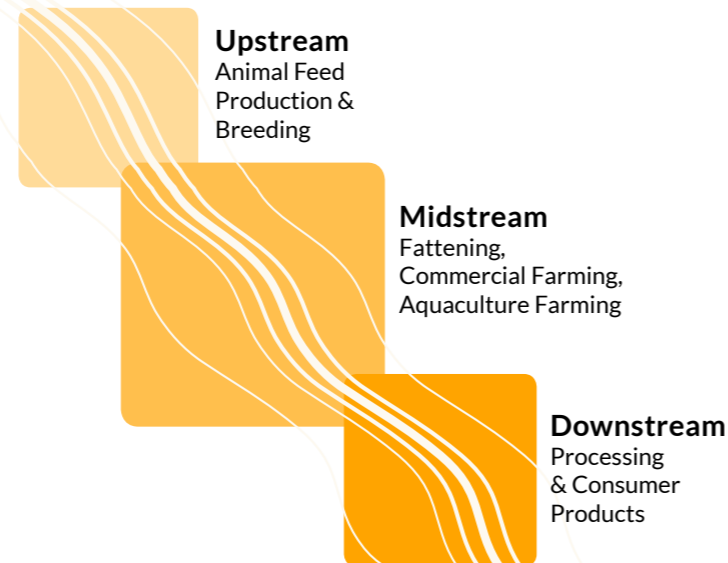 Upstream
Animal Feed
Production &
Breeding
Midstream
Fattening,
Commercial Farming,
Aquaculture Farming
Downstream
Processing
& Consumer
Products